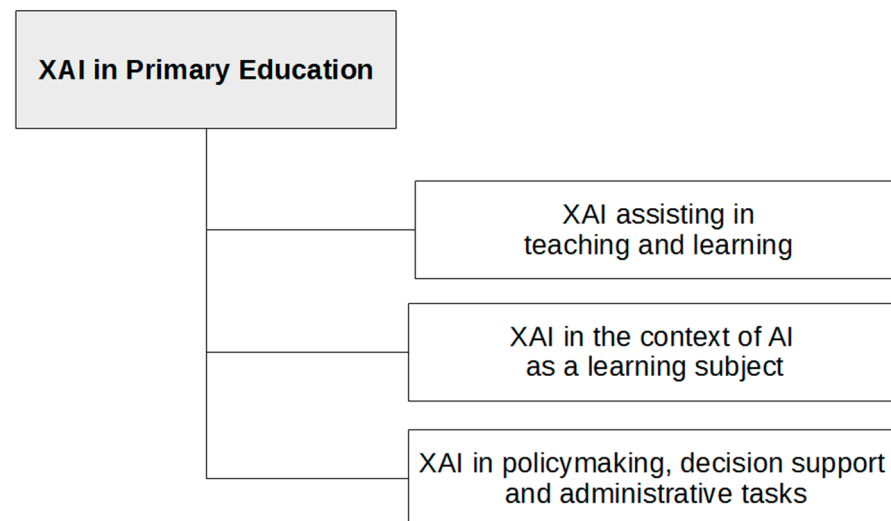 XAI in Primary Education
XAI assisting in
teaching and learning
XAI in the context of AI
as a learning subject
XAI in policymaking, decision support
and administrative tasks